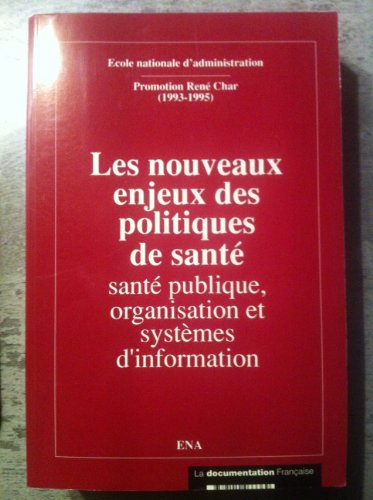 Ecole nationale d'administration
Promotion René Char
(1993-1995)
Les nouveaux
enjeux des
politiques
de santé
santé publique,
organisation et
systèmes
d'information
ENA
La documentation Française